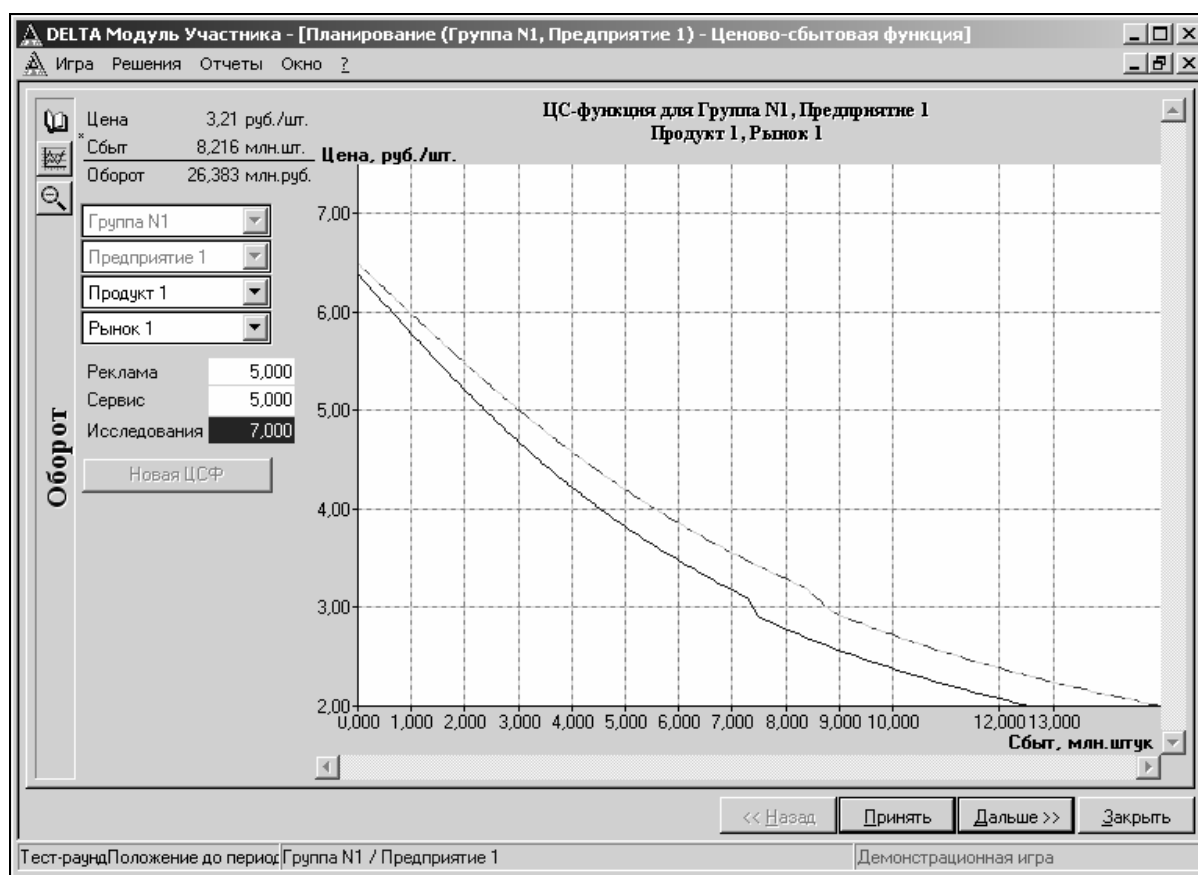 DELTA Модуль Участника - [Планирование (Группа N1, Предприятие 1) - Ценово-сбытовая функция]
Игра Решения Отчеты Окно ?
Цена 3,21 руб./шт.
* Сбыт 8,216 млн.шт.
Оборот 26,383 млн.руб.
Группа N1
Предприятие 1
Продукт 1
Рынок 1
Реклама 5,000
Сервис 5,000
Исследования 7,000
Новая ЦСФ
Оборот
ЦС-функция для Группа N1, Предприятие 1
Продукт 1, Рынок 1
Цена, руб./шт.
7,00
6,00
5,00
4,00
3,00
2,00
0,000 1,000 2,000 3,000 4,000 5,000 6,000 7,000 8,000 9,000 10,000 12,000 13,000
Сбыт, млн.штук
<< Назад Принять Дальше >> Закрыть
Тест-раундПоложение до период Группа N1 / Предприятие 1 Демонстрационная игра